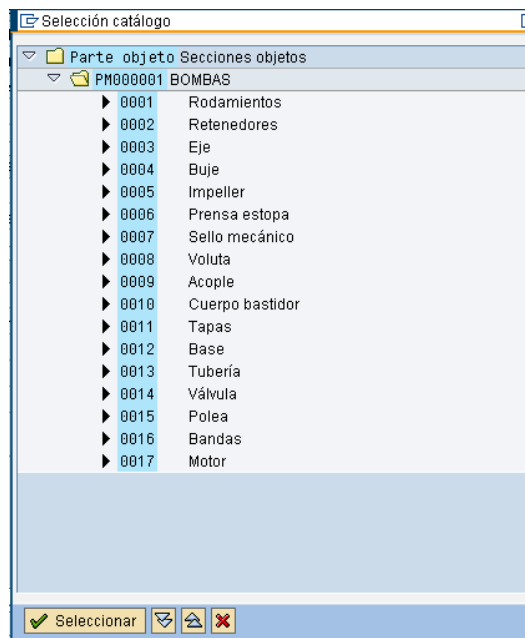 Selección catálogo
Parte objeto Secciones objetos
PM000001 BOMBAS
0001 Rodamientos
0002 Retenedores
0003 Eje
0004 Buje
0005 Impeller
0006 Prensa estopa
0007 Sello mecánico
0008 Voluta
0009 Acople
0010 Cuerpo bastidor
0011 Tapas
0012 Base
0013 Tubería
0014 Válvula
0015 Polea
0016 Bandas
0017 Motor
Seleccionar